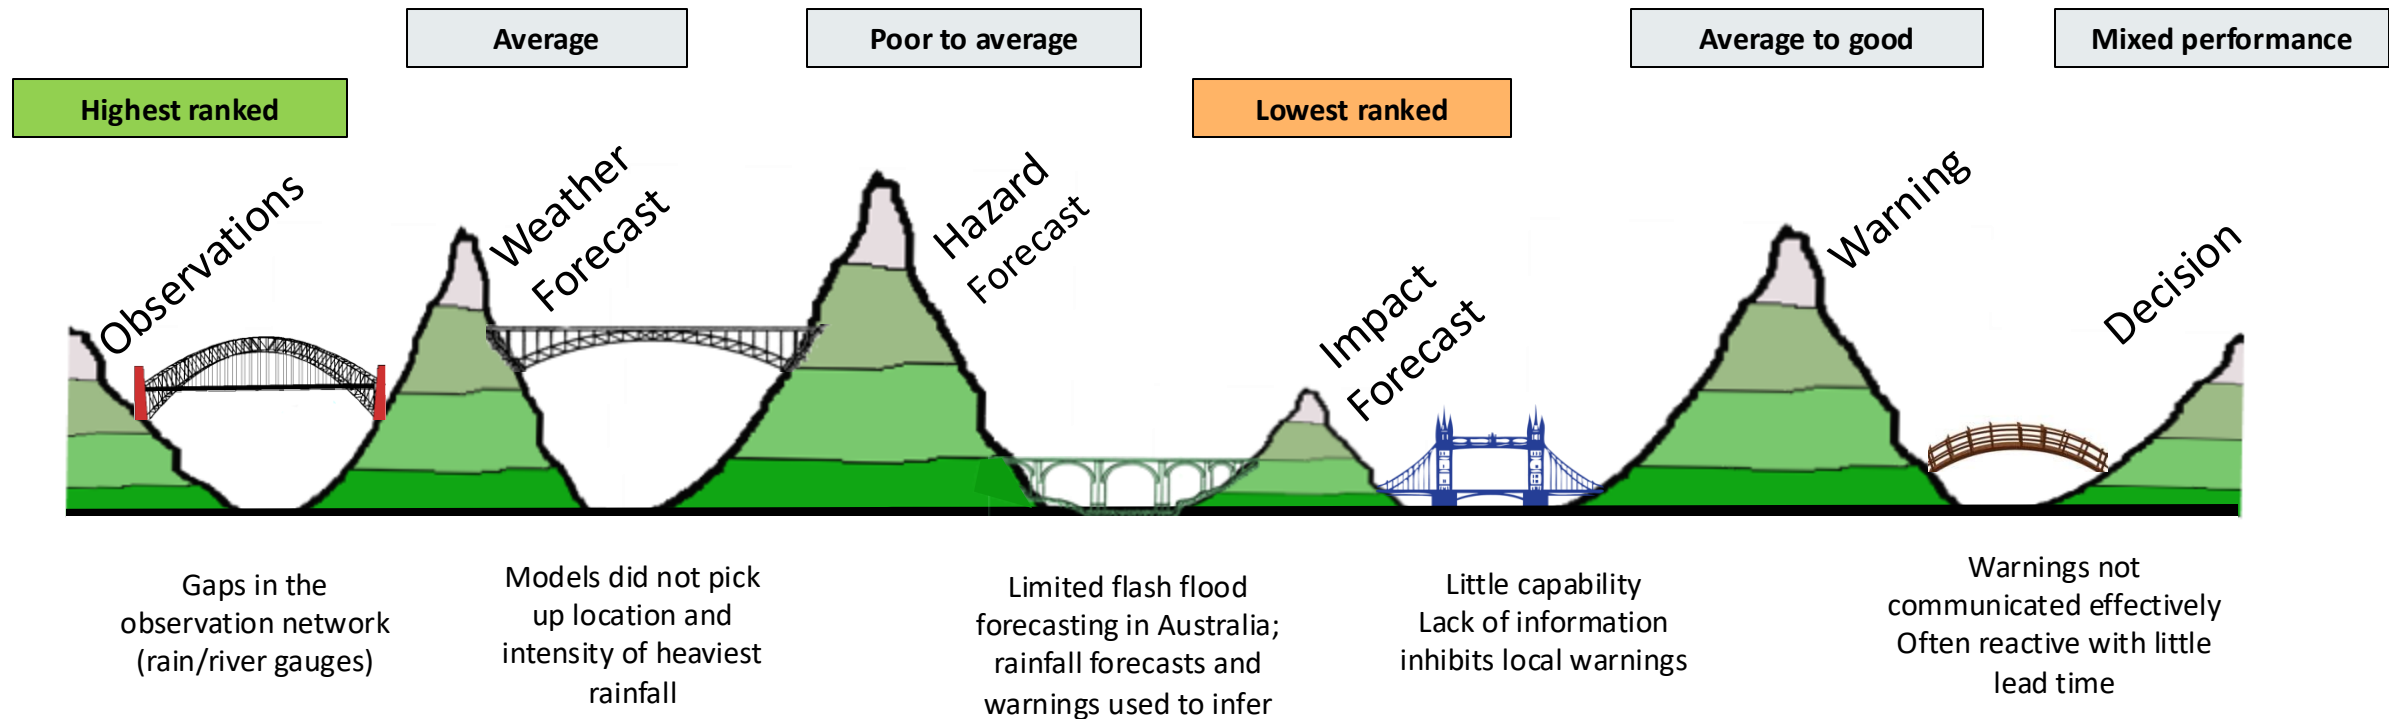 Average
Poor to average
Average to good
Mixed performance
Highest ranked
Lowest ranked
Observations
Weather
Forecast
Hazard
Forecast
Impact
Forecast
Warning
Decision
Gaps in the
observation network
(rain/river gauges)
Models did not pick
up location and
intensity of heaviest
rainfall
Limited flash flood
forecasting in Australia;
rainfall forecasts and
warnings used to infer
Little capability
Lack of information
inhibits local warnings
Warnings not
communicated effectively
Often reactive with little
lead time